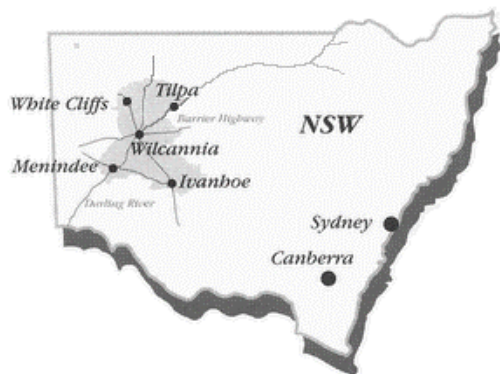 Tilpa
White Cliffs
Barrier Highway
NSW
Wilcannia
Menindee
Ivanhoe
Darling River
Sydney
Canberra